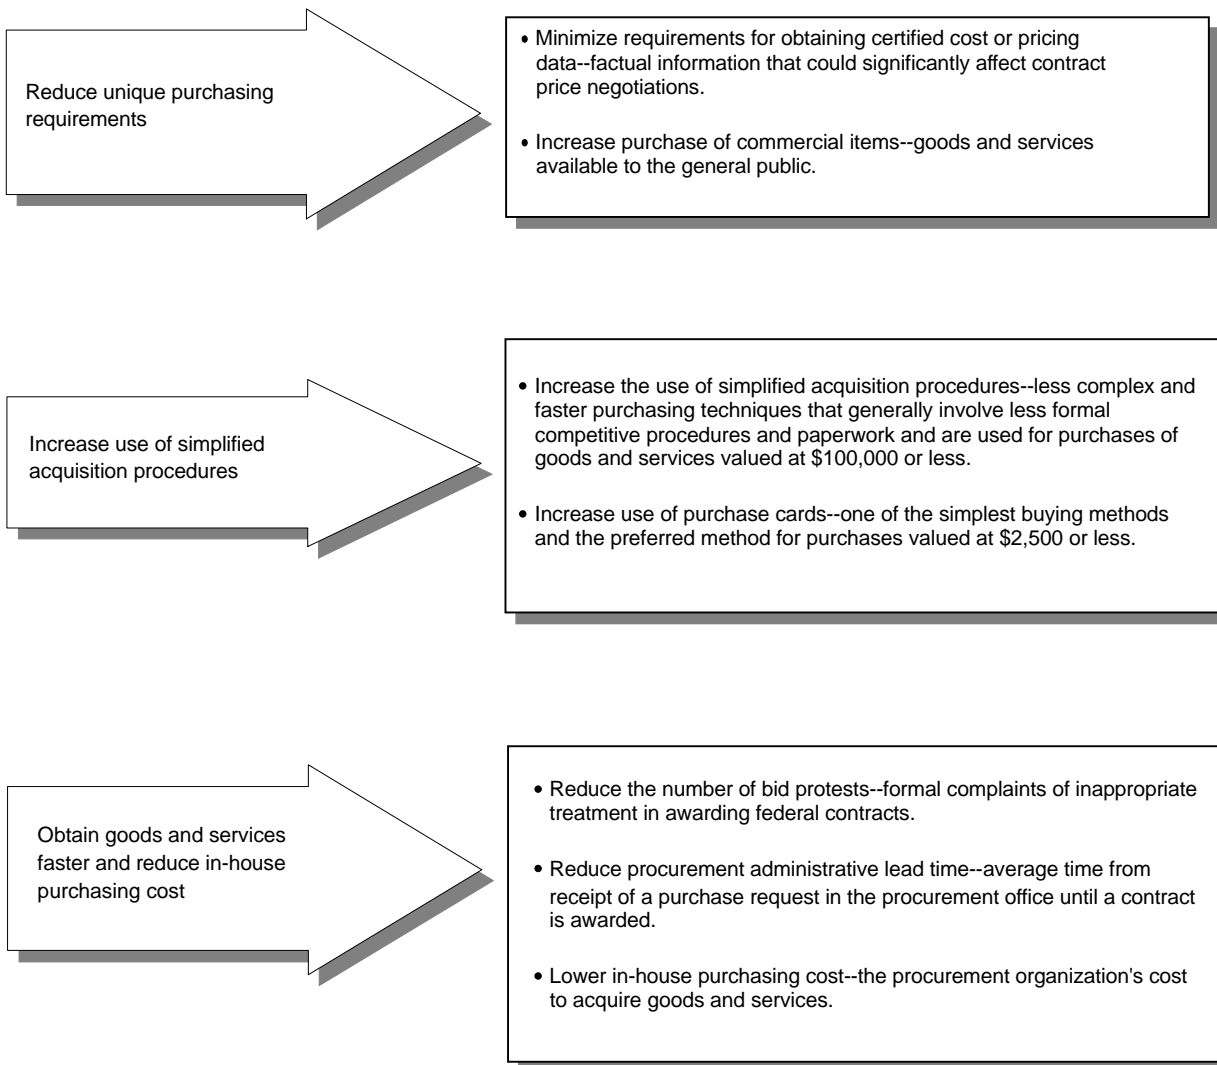 Reduce unique purchasing
requirements
• Minimize requirements for obtaining certified cost or pricing
data--factual information that could significantly affect contract
price negotiations.
• Increase purchase of commercial items--goods and services
available to the general public.
Increase use of simplified
acquisition procedures
• Increase the use of simplified acquisition procedures--less complex and
faster purchasing techniques that generally involve less formal
competitive procedures and paperwork and are used for purchases of
goods and services valued at $100,000 or less.
• Increase use of purchase cards--one of the simplest buying methods
and the preferred method for purchases valued at $2,500 or less.
Obtain goods and services
faster and reduce in-house
purchasing cost
• Reduce the number of bid protests--formal complaints of inappropriate
treatment in awarding federal contracts.
• Reduce procurement administrative lead time--average time from
receipt of a purchase request in the procurement office until a contract
is awarded.
• Lower in-house purchasing cost--the procurement organization's cost
to acquire goods and services.